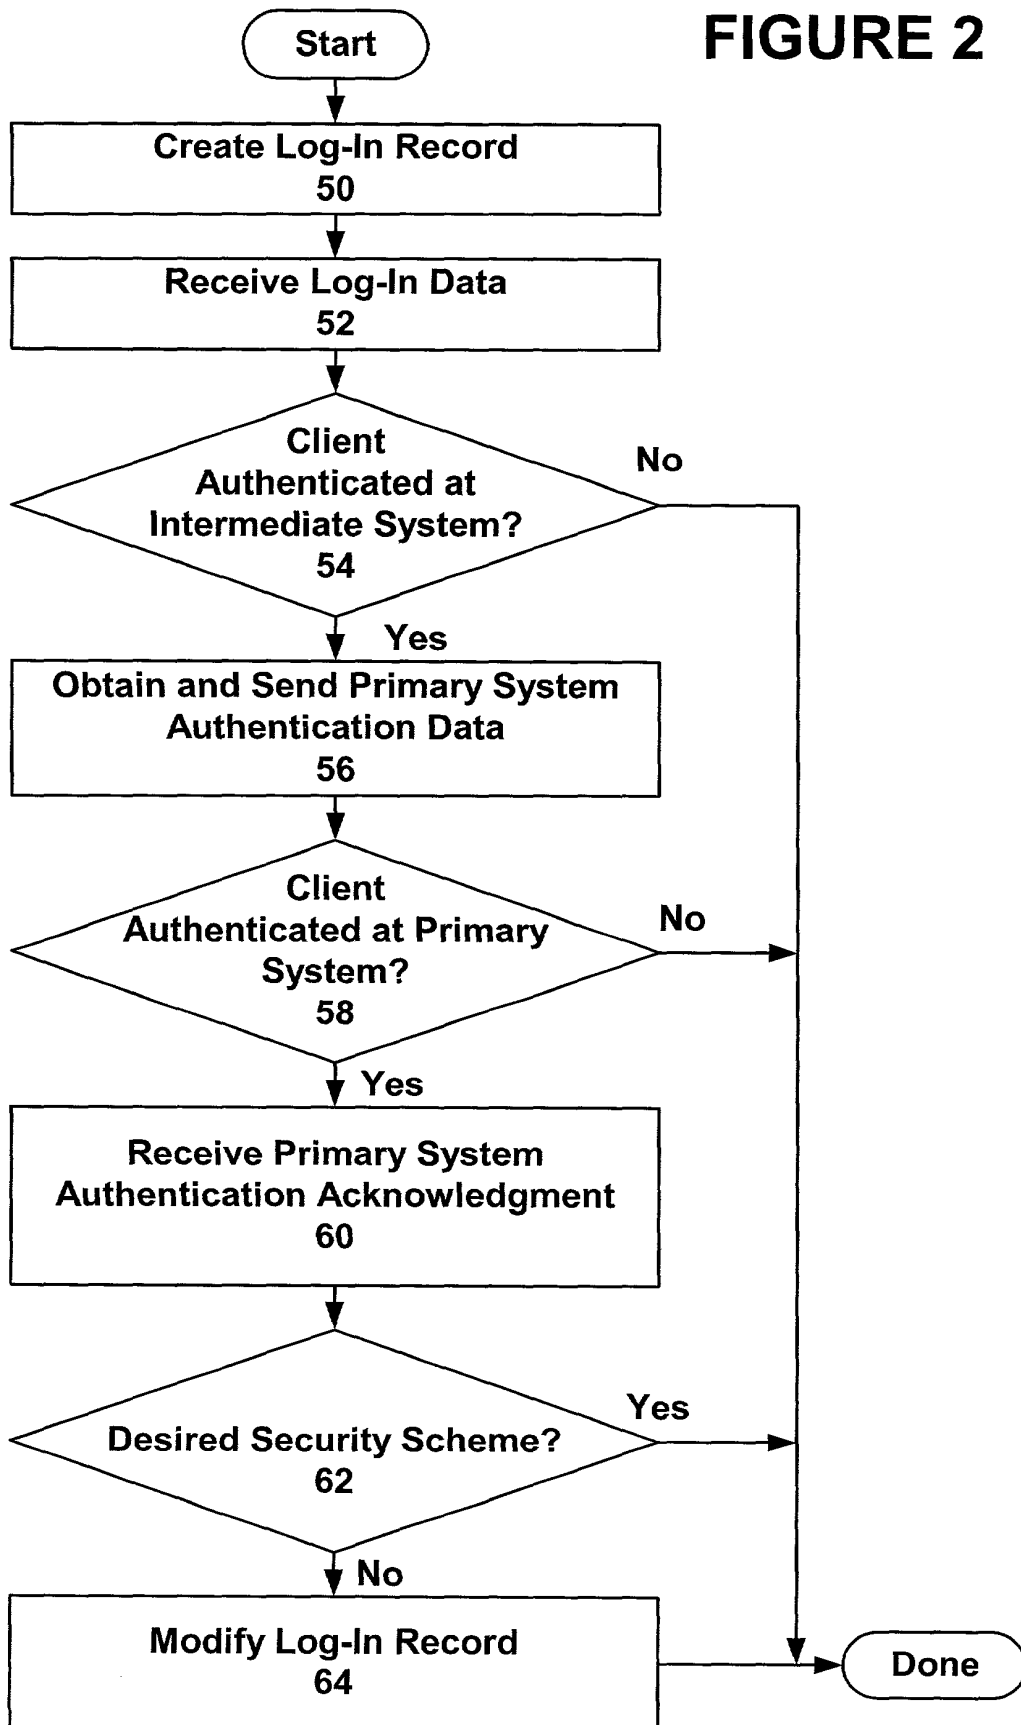 FIGURE 2
Start
Create Log-In Record
50
Receive Log-In Data
52
Client
Authenticated at
Intermediate System?
54
No
Yes
Obtain and Send Primary System
Authentication Data
56
Client
Authenticated at Primary
System?
58
No
Yes
Receive Primary System
Authentication Acknowledgment
60
Desired Security Scheme?
62
Yes
No
Modify Log-In Record
64
Done